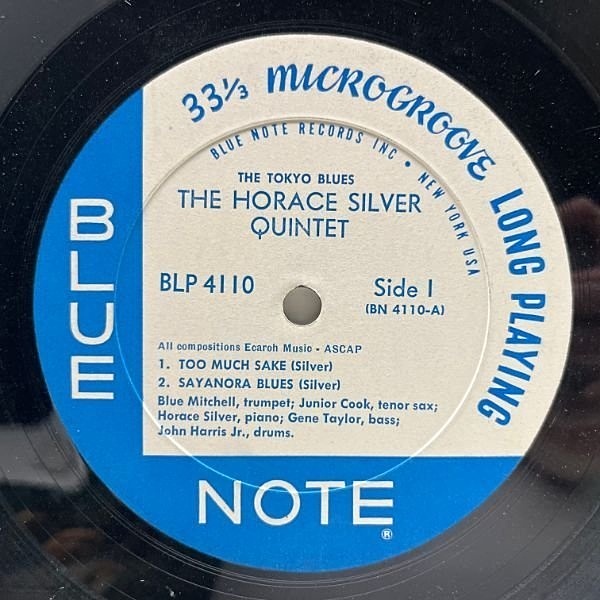 33⅓ MICROGROOVE LONG PLAYING
BLUE NOTE RECORDS INC • NEW YORK USA
THE TOKYO BLUES
THE HORACE SILVER
QUINTET
BLP 4110
Side 1
(BN 4110-A)
All compositions Ecaroh Music - ASCAP
1. TOO MUCH SAKE (Silver)
2. SAYANORA BLUES (Silver)
Blue Mitchell, trumpet; Junior Cook, tenor sax;
Horace Silver, piano; Gene Taylor, bass;
John Harris Jr., drums.
BLUE
NOTE
®